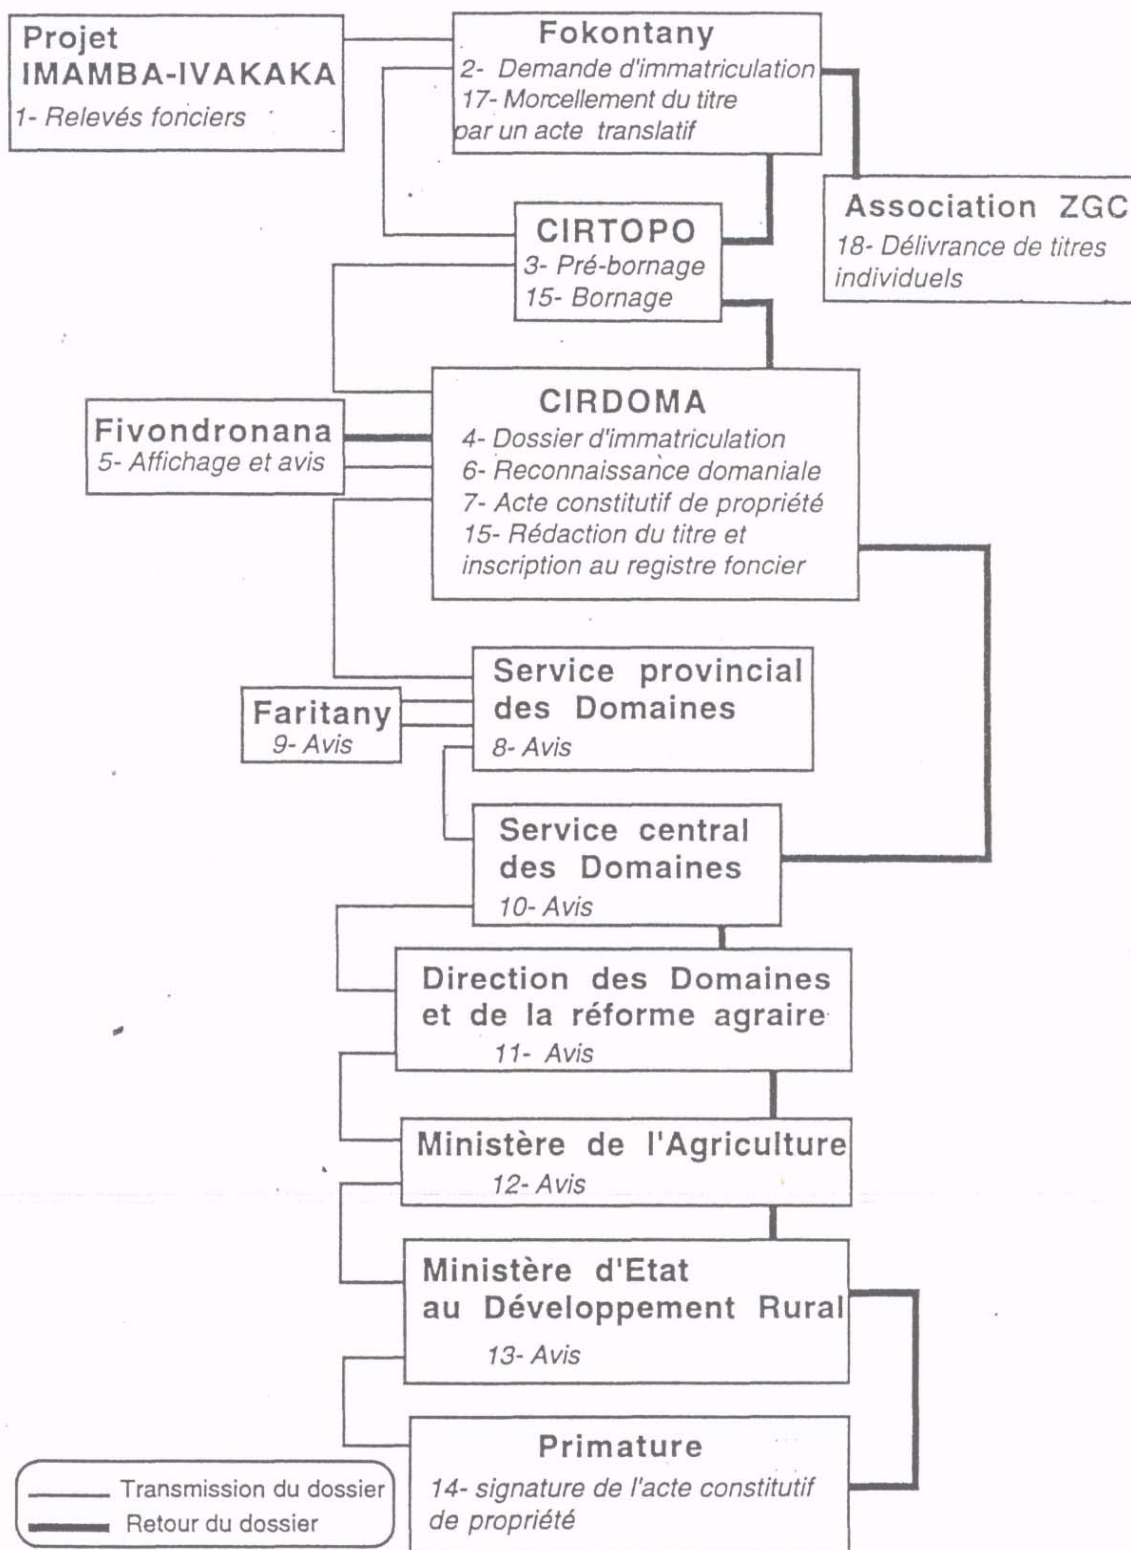 Projet
IMAMBA-IVAKAKA
1- Relevés fonciers
Fokontany
2- Demande d'immatriculation
17- Morcellement du titre
par un acte translatif
Association ZGC
18- Délivrance de titres
individuels
CIRTOPO
3- Pré-bornage
15- Bornage
CIRDOMA
4- Dossier d'immatriculation
6- Reconnaissance domaniale
7- Acte constitutif de propriété
15- Rédaction du titre et
inscription au registre foncier
Fivondronana
5- Affichage et avis
Service provincial
des Domaines
8- Avis
Faritany
9- Avis
Service central
des Domaines
10- Avis
Direction des Domaines
et de la réforme agraire
11- Avis
Ministère de l'Agriculture
12- Avis
Ministère d'Etat
au Développement Rural
13- Avis
Primature
14- signature de l'acte constitutif
de propriété
Transmission du dossier
Retour du dossier